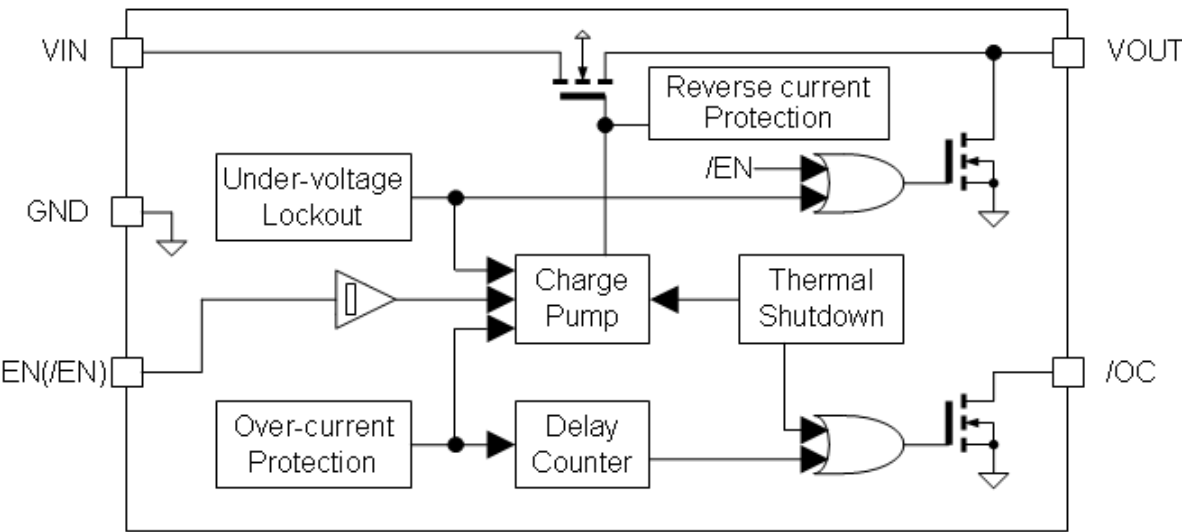 VIN
VOUT
Reverse current
Protection
/EN
Under-voltage
Lockout
GND
Charge
Pump
Thermal
Shutdown
EN(/EN)
/OC
Over-current
Protection
Delay
Counter